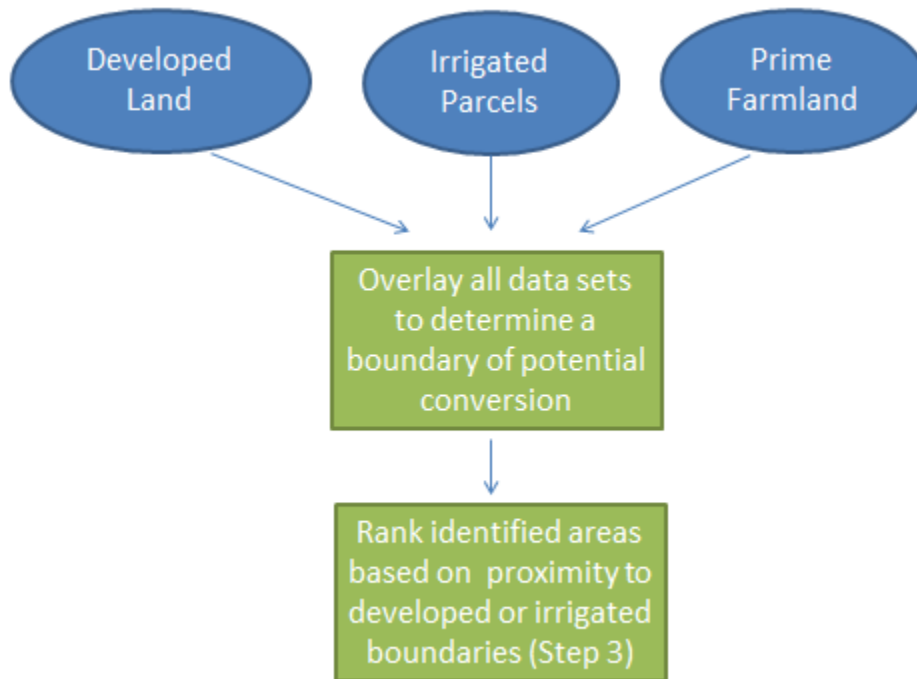 Developed
Land
Irrigated
Parcels
Prime
Farmland
Overlay all data sets
to determine a
boundary of potential
conversion
Rank identified areas
based on  proximity to
developed or irrigated
boundaries (Step 3)